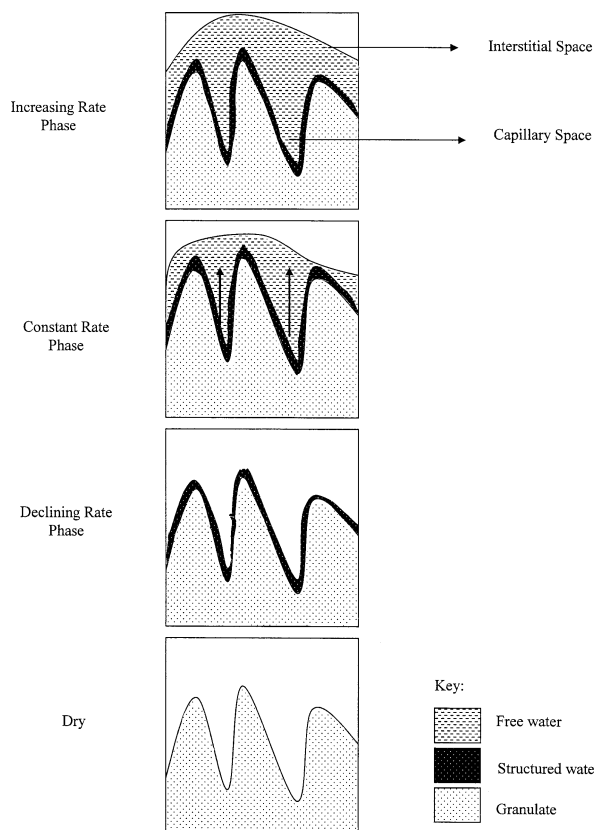 Interstitial Space
Increasing Rate
Phase
Capillary Space
Constant Rate
Phase
Declining Rate
Phase
Dry
Key:
Free water
Structured wate
Granulate